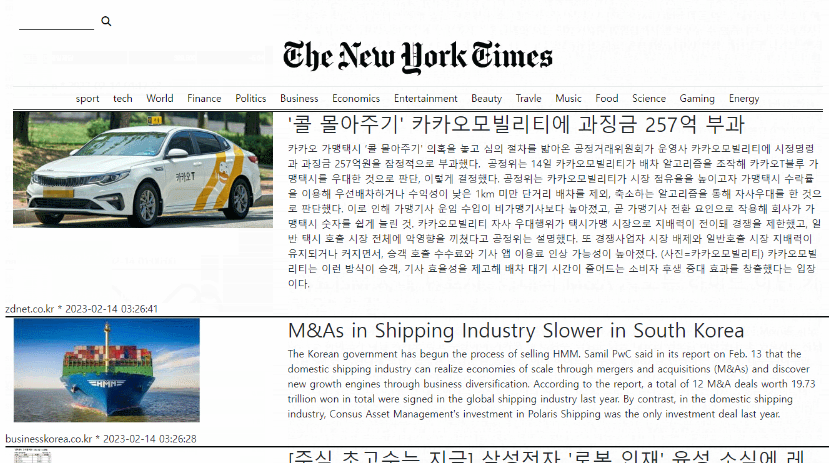 The New York Times
sport tech World Finance Politics Business Economics Entertainment Beauty Travle Music Food Science Gaming Energy
'콜 몰아주기' 카카오모빌리티에 과징금 257억 부과
카카오 가맹택시 '콜 몰아주기' 의혹을 놓고 심의 절차를 밟아온 공정거래위원회가 운영사 카카오모빌리티에 시정명령
과 과징금 257억원을 잠정적으로 부과했다. 공정위는 14일 카카오모빌리티가 배차 알고리즘을 조작해 카카오T블루 가
맹택시를 우대한 것으로 판단, 이렇게 결정했다. 공정위는 카카오모빌리티가 시장 점유율을 높이고자 가맹택시 수락률
을 이용해 우선배차하거나 수익성이 낮은 1km 미만 단거리 배차를 제외, 축소하는 알고리즘을 통해 자사우대를 한 것으
로 판단했다. 이로 인해 가맹기사 운임 수입이 비가맹기사보다 높아졌고, 곧 가맹기사 전환 요인으로 작용해 회사가 가
맹택시 숫자를 쉽게 늘린 것. 카카오모빌리티 자사 우대행위가 택시가맹 시장으로 지배력이 전이돼 경쟁을 제한했고, 일
반 택시 호출 시장 전체에 악영향을 끼쳤다고 공정위는 설명했다. 또 경쟁사업자 시장 배제와 일반호출 시장 지배력이
유지되거나 커지면서, 승객 호출 수수료와 기사 앱 이용료 인상 가능성이 높아졌다. (사진=카카오모빌리티) 카카오모빌
리티는 이런 방식이 승객, 기사 효율성을 제고해 배차 대기 시간이 줄어드는 소비자 후생 증대 효과를 창출했다는 입장
이다.
카카오 T
zdnet.co.kr * 2023-02-14 03:26:41
M&As in Shipping Industry Slower in South Korea
The Korean government has begun the process of selling HMM. Samil PwC said in its report on Feb. 13 that the
domestic shipping industry can realize economies of scale through mergers and acquisitions (M&As) and discover
new growth engines through business diversification. According to the report, a total of 12 M&A deals worth 19.73
trillion won in total were signed in the global shipping industry last year. By contrast, in the domestic shipping
industry, Consus Asset Management's investment in Polaris Shipping was the only investment deal last year.
HMM
businesskorea.co.kr * 2023-02-14 03:26:28
[주식 초고수는 지금] 삼성전자 '로봇 인재' 육성 소식에 레